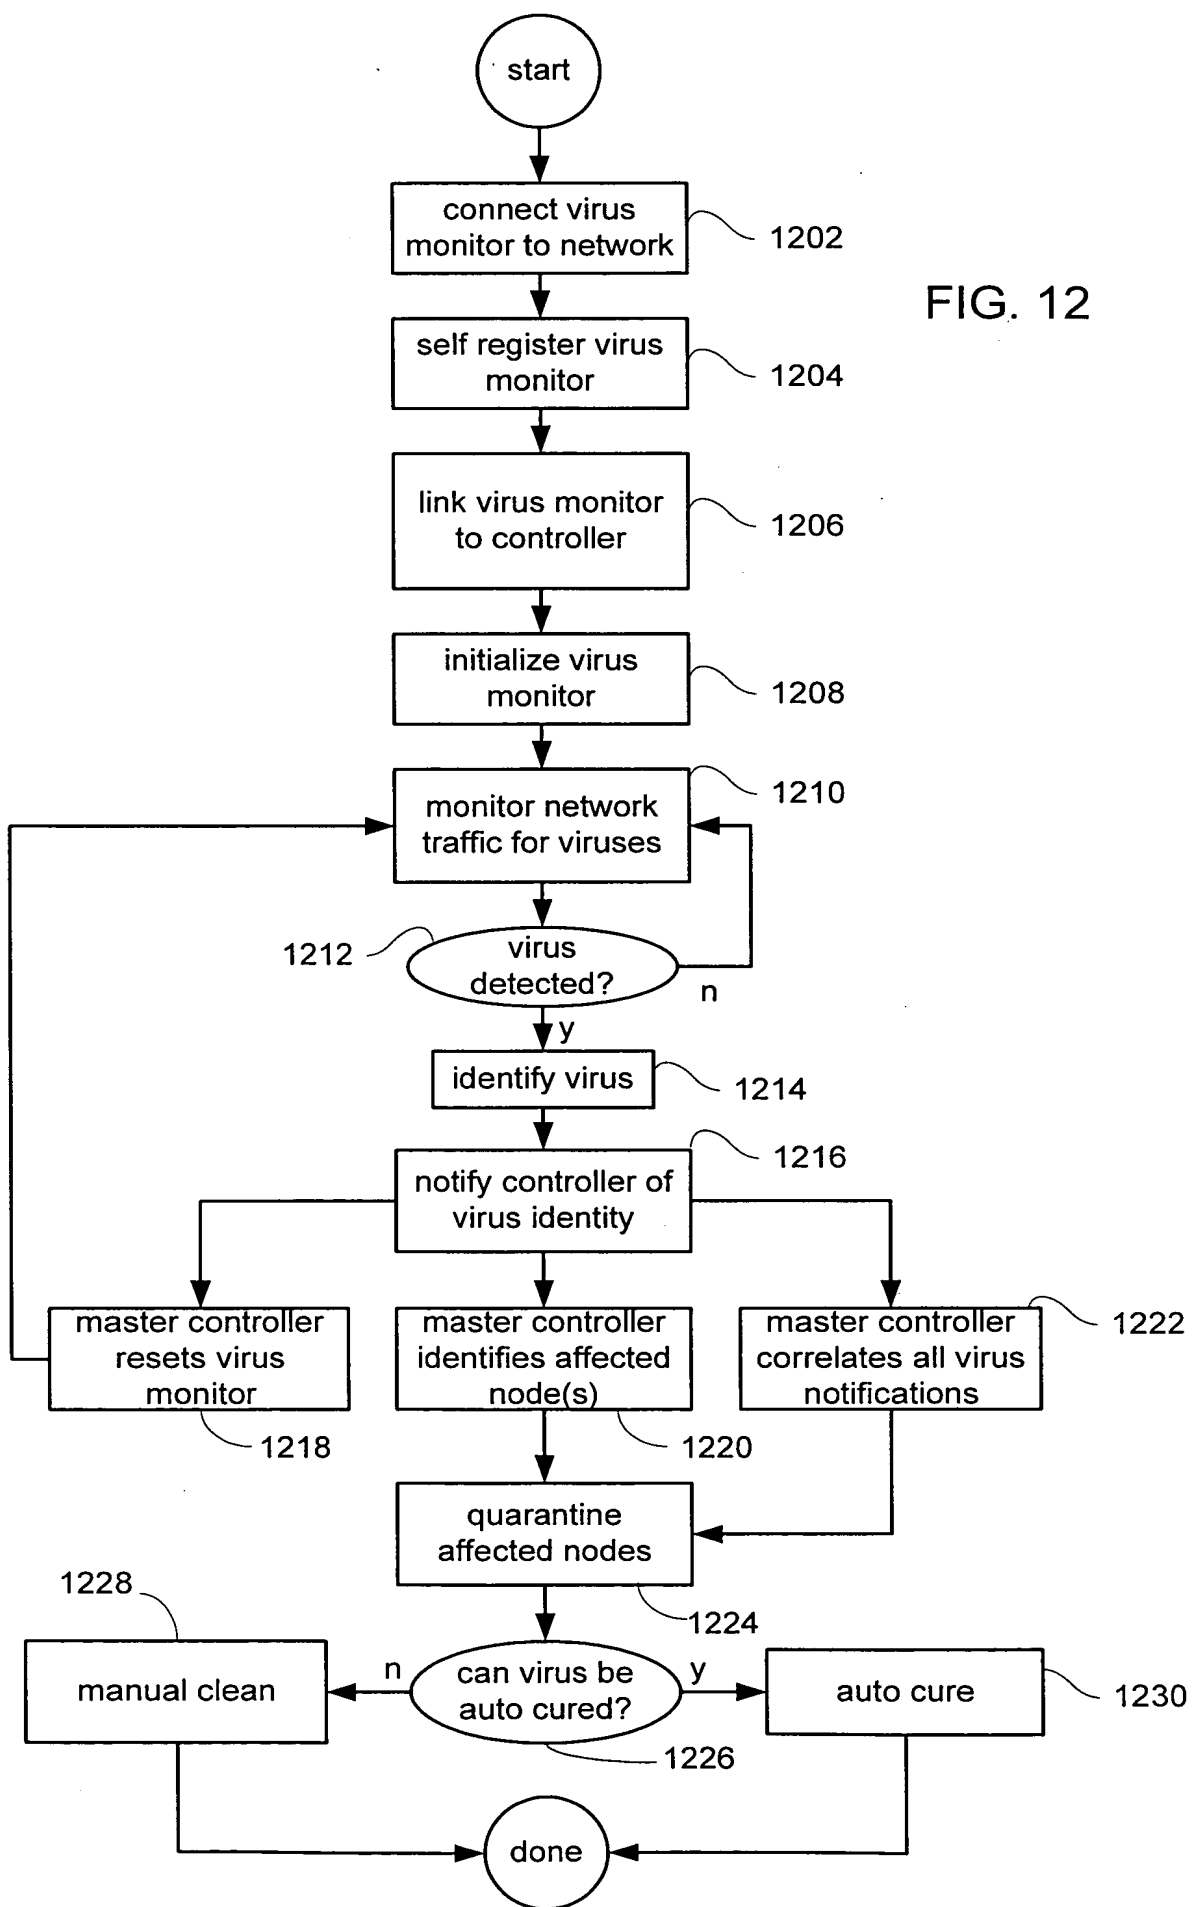 start
connect virus
monitor to network
1202
FIG. 12
self register virus
monitor
1204
link virus monitor
to controller
1206
initialize virus
monitor
1208
monitor network
traffic for viruses
1210
virus
detected?
1212
n
y
identify virus
1214
notify controller of
virus identity
1216
master controller
resets virus
monitor
1218
master controller
identifies affected
node(s)
1220
master controller
correlates all virus
notifications
1222
quarantine
affected nodes
1224
can virus be
auto cured?
1226
n
y
manual clean
1228
auto cure
1230
done